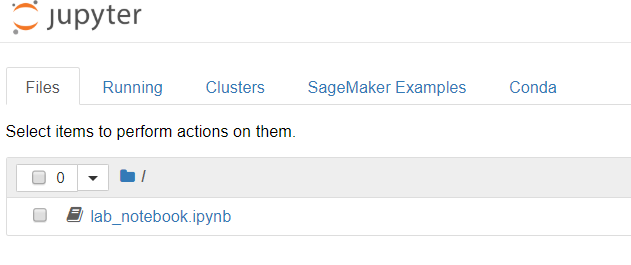 jupyter
Files Running Clusters SageMaker Examples Conda
Select items to perform actions on them.
0 /
lab_notebook.ipynb